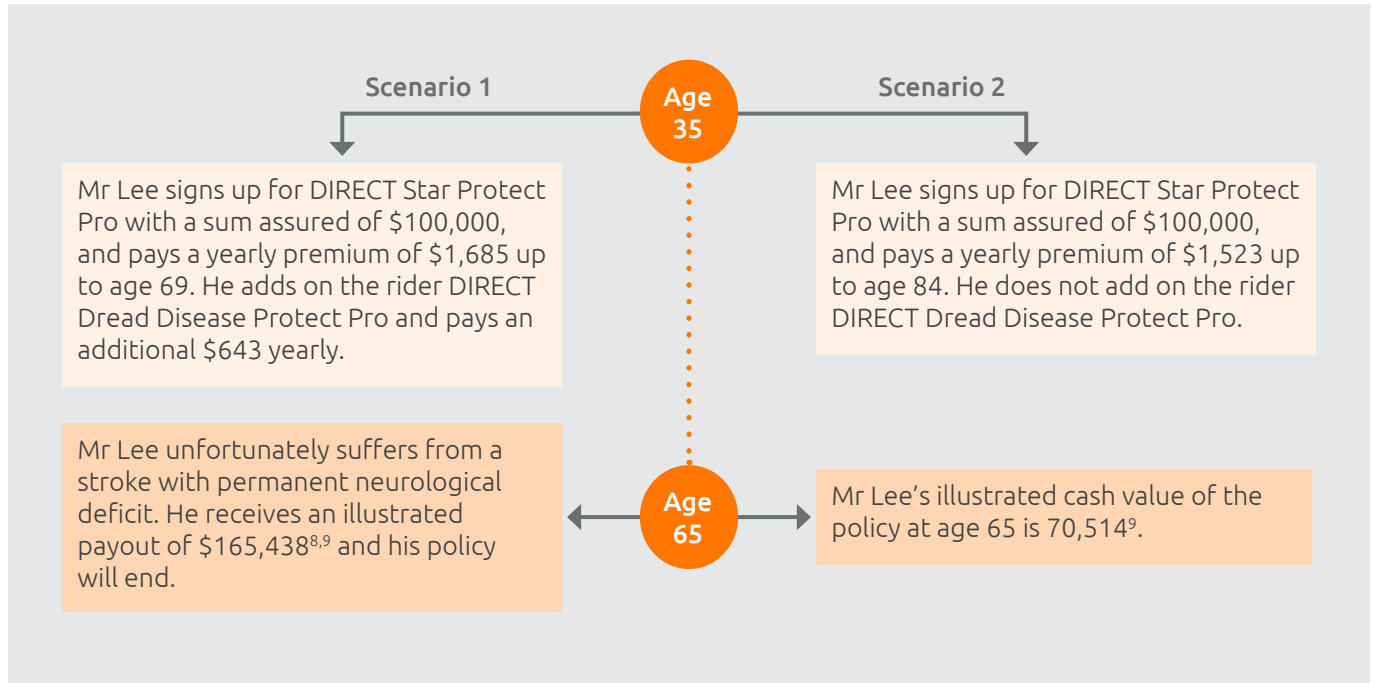 Scenario 1
Age
35
Scenario 2
Mr Lee signs up for DIRECT Star Protect
Pro with a sum assured of $100,000,
and pays a yearly premium of $1,685 up
to age 69. He adds on the rider DIRECT
Dread Disease Protect Pro and pays an
additional $643 yearly.
Mr Lee signs up for DIRECT Star Protect
Pro with a sum assured of $100,000,
and pays a yearly premium of $1,523 up
to age 84. He does not add on the rider
DIRECT Dread Disease Protect Pro.
Mr Lee unfortunately suffers from a
stroke with permanent neurological
deficit. He receives an illustrated
payout of $165,438⁸,⁹ and his policy
will end.
Age
65
Mr Lee’s illustrated cash value of the
policy at age 65 is 70,514⁹.